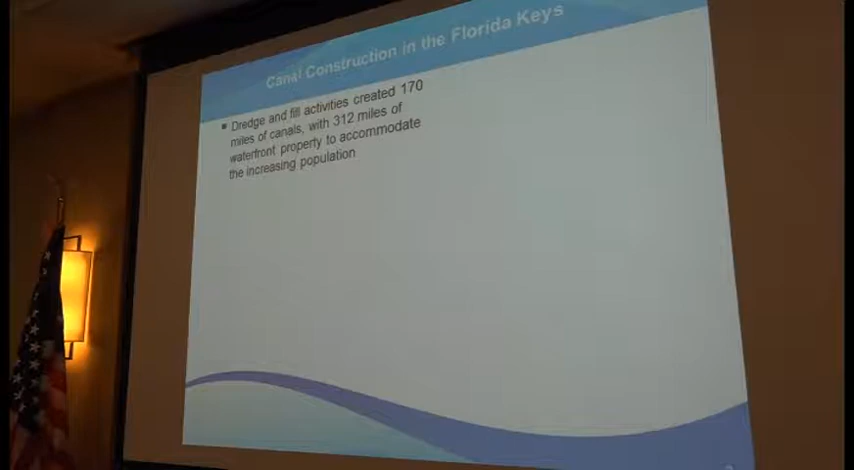 Canal Construction in the Florida Keys
Dredge and fill activities created 170
miles of canals, with 312 miles of
waterfront property to accommodate
the increasing population